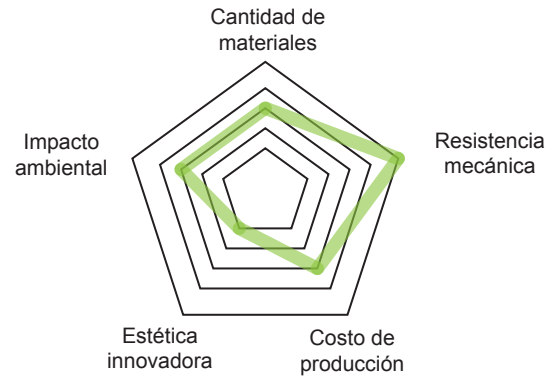 Cantidad de
materiales
Impacto
ambiental
Resistencia
mecánica
Estética
innovadora
Costo de
producción